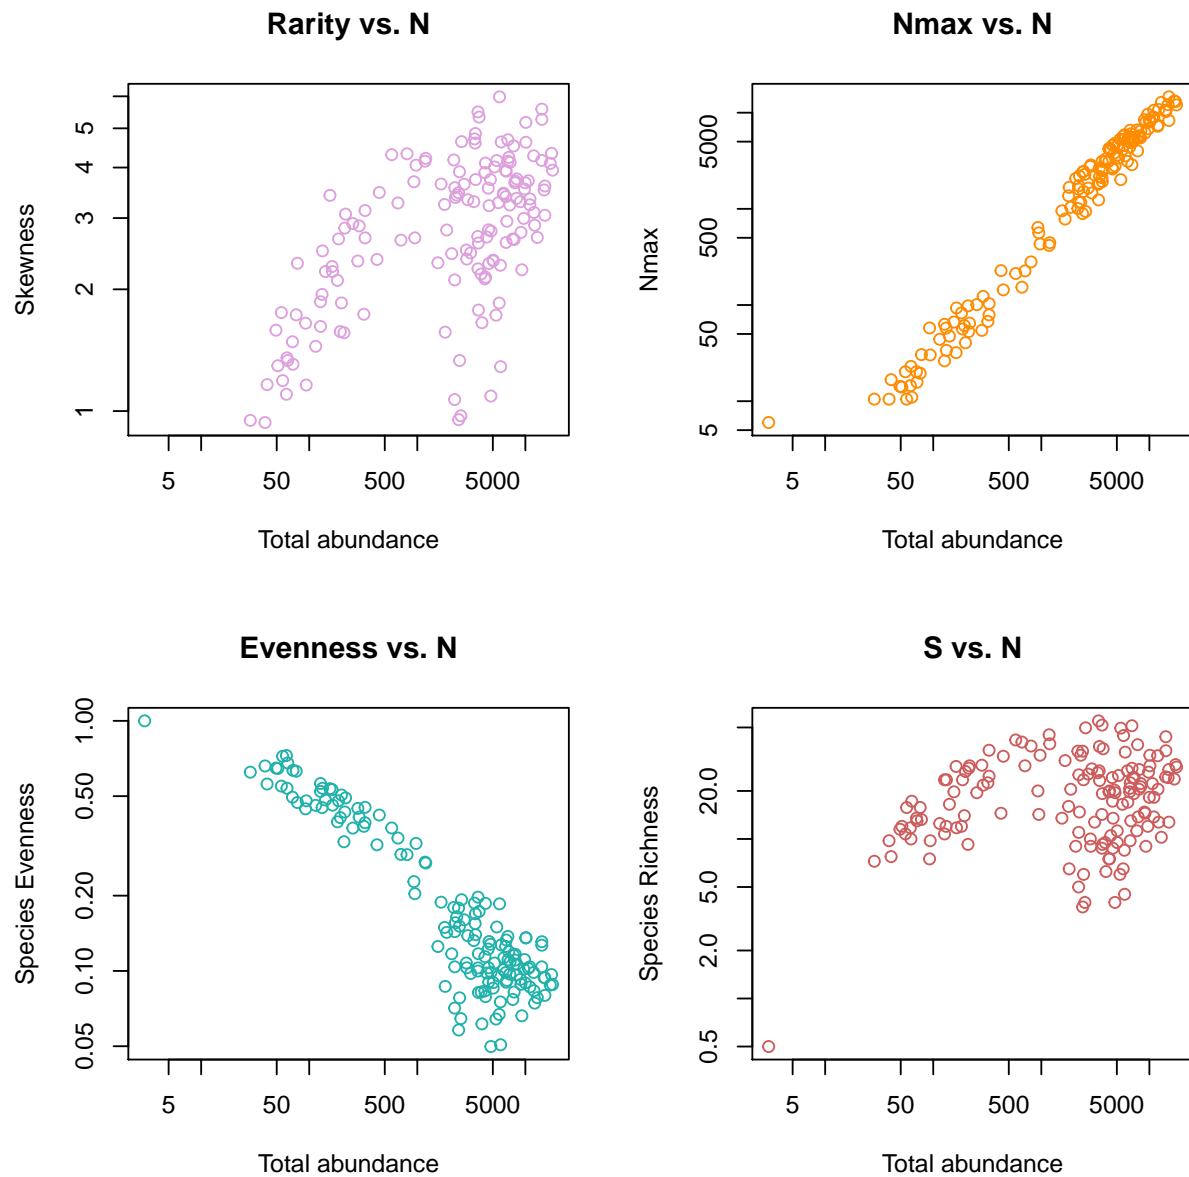 Rarity vs. N
Skewness
5
4
3
2
1
5 50 500 5000
Total abundance
Nmax vs. N
Nmax
5000
500
50
5
5 50 500 5000
Total abundance
Evenness vs. N
Species Evenness
1.00
0.50
0.20
0.10
0.05
5 50 500 5000
Total abundance
S vs. N
Species Richness
20.0
5.0
2.0
0.5
5 50 500 5000
Total abundance